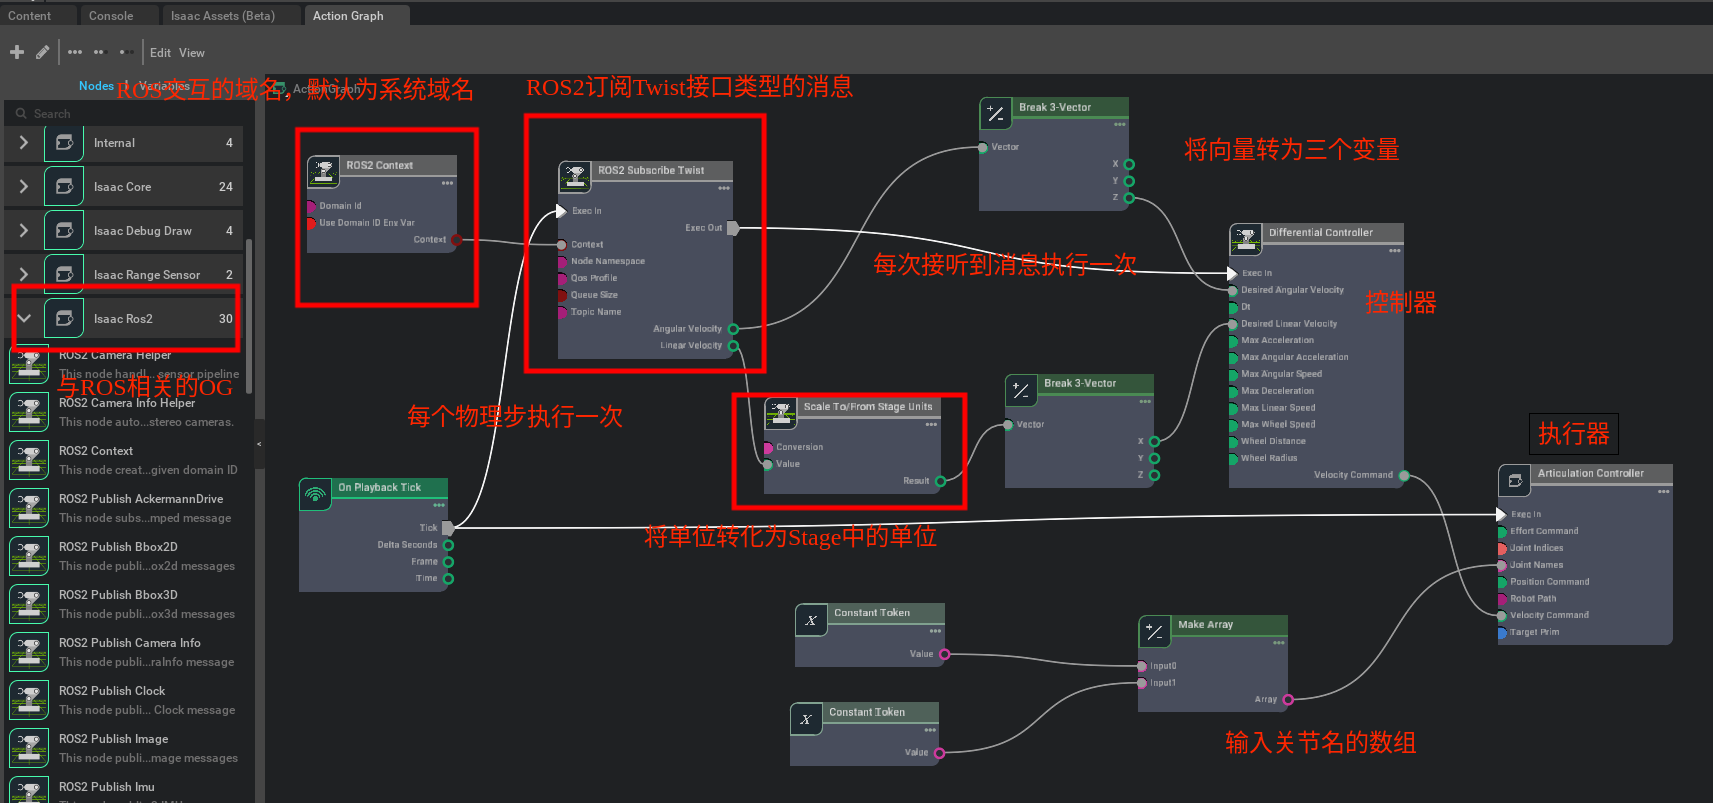 Content
Console
Isaac Assets (Beta)
Action Graph
Edit View
Nodes
Variables
Search
ActionGraph
ROS交互的域名，默认为系统域名
ROS2订阅Twist接口类型的消息
将向量转为三个变量
每次接听到消息执行一次
控制器
与ROS相关的OG
每个物理步执行一次
执行器
将单位转化为Stage中的单位
输入关节名的数组
Internal 4
Isaac Core 24
Isaac Debug Draw 4
Isaac Range Sensor 2
Isaac Ros2 30
ROS2 Camera Helper
This node handl... sensor pipeline
ROS2 Camera Info Helper
This node auto...stereo cameras.
ROS2 Context
This node creat...given domain ID
ROS2 Publish AckermannDrive
This node subs...mped message
ROS2 Publish Bbox2D
This node publi...ox2d messages
ROS2 Publish Bbox3D
This node publi...ox3d messages
ROS2 Publish Camera Info
This node publi...raInfo message
ROS2 Publish Clock
This node publi... Clock message
ROS2 Publish Image
This node publi...mage messages
ROS2 Publish Imu
ROS2 Context
Domain Id
Use Domain ID Env Var
Context
ROS2 Subscribe Twist
Exec In
Exec Out
Context
Node Namespace
Qos Profile
Queue Size
Topic Name
Angular Velocity
Linear Velocity
Break 3-Vector
Vector
X
Y
Z
Differential Controller
Exec In
Desired Angular Velocity
Dt
Desired Linear Velocity
Max Acceleration
Max Angular Acceleration
Max Angular Speed
Max Deceleration
Max Linear Speed
Max Wheel Speed
Wheel Distance
Wheel Radius
Velocity Command
Scale To/From Stage Units
Conversion
Value
Result
Break 3-Vector
Vector
X
Y
Z
On Playback Tick
Tick
Delta Seconds
Frame
Time
Articulation Controller
Exec In
Effort Command
Joint Indices
Joint Names
Position Command
Robot Path
Velocity Command
Target Prim
Constant Token
Value
Constant Token
Value
Make Array
Input0
Input1
Array